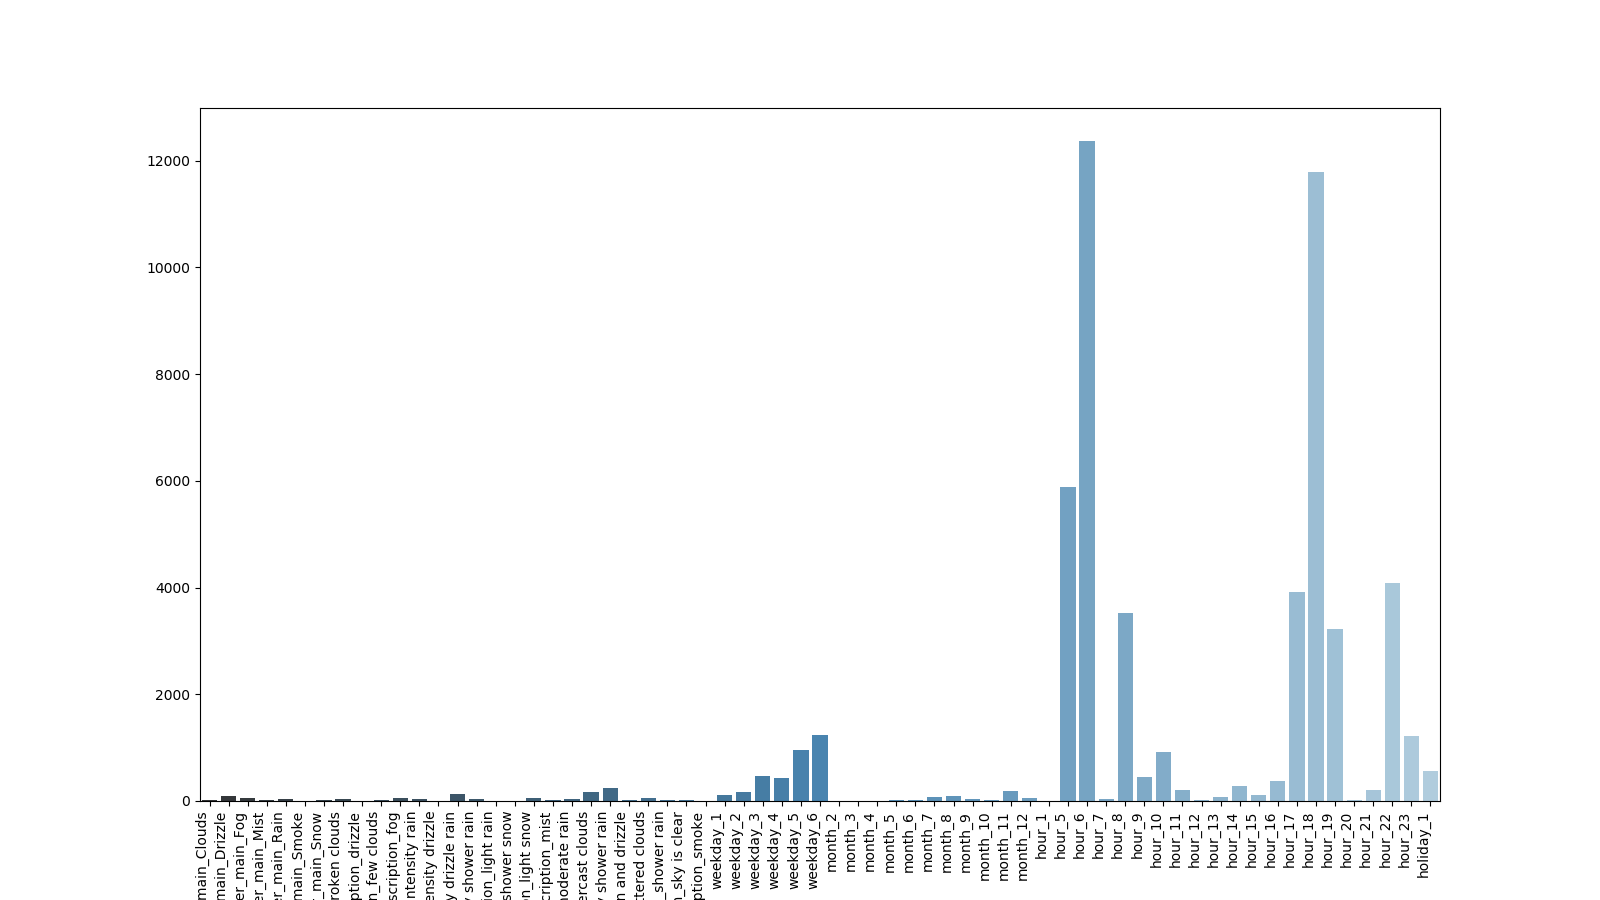 12000
10000
8000
6000
4000
2000
0
main_Clouds
main_Drizzle
er_main_Fog
er_main_Mist
er_main_Rain
main_Smoke
_main_Snow
roken clouds
ption_drizzle
n_few clouds
scription_fog
ntensity rain
ensity drizzle
y drizzle rain
y shower rain
ion_light rain
shower snow
on_light snow
cription_mist
moderate rain
ercast clouds
y shower rain
n and drizzle
ttered clouds
_shower rain
n_sky is clear
ption_smoke
weekday_1
weekday_2
weekday_3
weekday_4
weekday_5
weekday_6
month_2
month_3
month_4
month_5
month_6
month_7
month_8
month_9
month_10
month_11
month_12
hour_1
hour_5
hour_6
hour_7
hour_8
hour_9
hour_10
hour_11
hour_12
hour_13
hour_14
hour_15
hour_16
hour_17
hour_18
hour_19
hour_20
hour_21
hour_22
hour_23
holiday_1